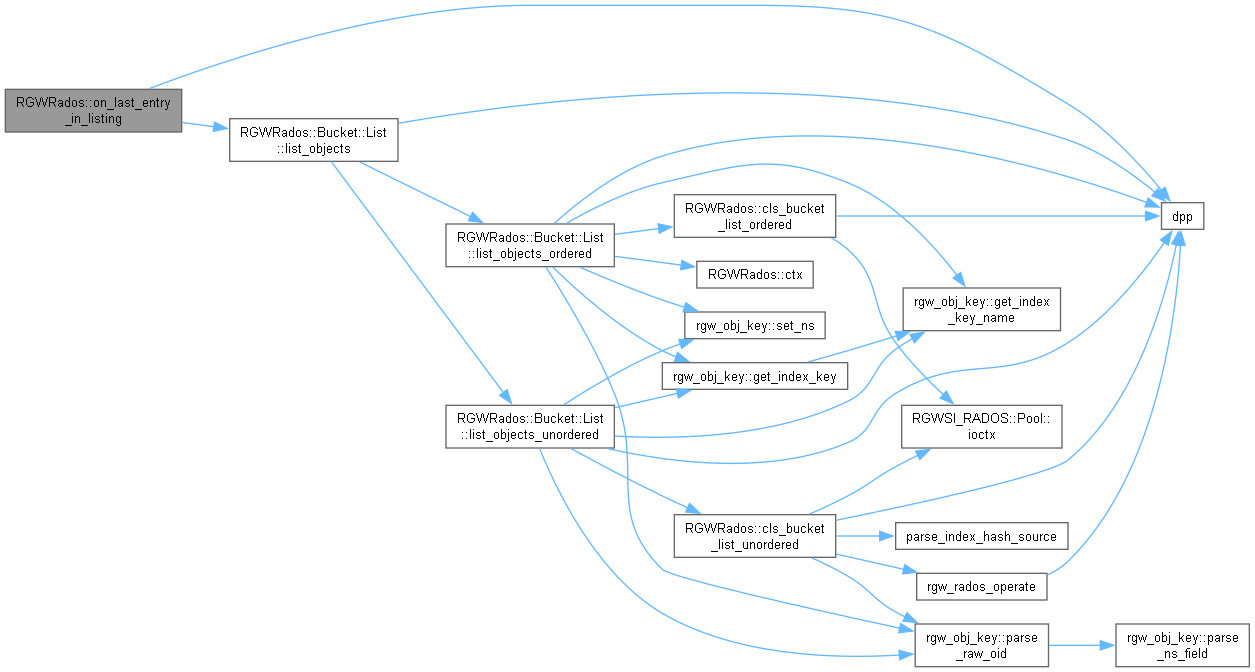 RGWRados::on_last_entry
_in_listing
RGWRados::Bucket::List
::list_objects
RGWRados::Bucket::List
::list_objects_ordered
RGWRados::Bucket::List
::list_objects_unordered
RGWRados::cls_bucket
_list_ordered
RGWRados::ctx
rgw_obj_key::set_ns
rgw_obj_key::get_index_key
RGWRados::cls_bucket
_list_unordered
dpp
rgw_obj_key::get_index
_key_name
RGWSI_RADOS::Pool::
ioctx
parse_index_hash_source
rgw_rados_operate
rgw_obj_key::parse
_raw_oid
rgw_obj_key::parse
_ns_field